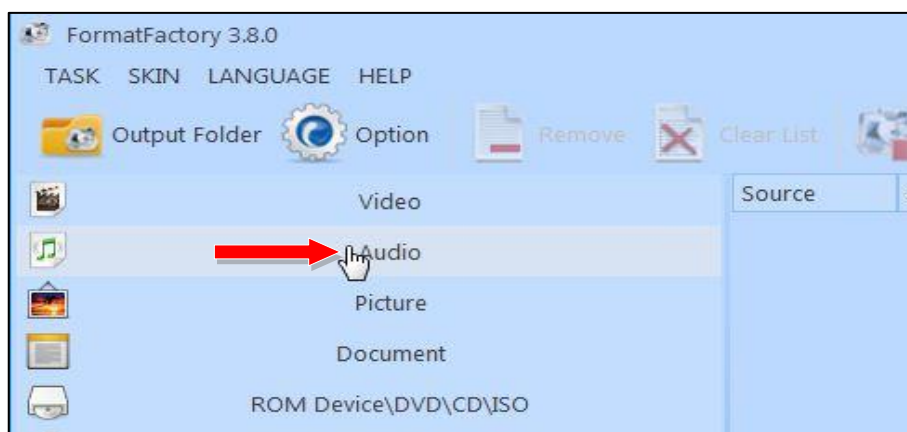 FormatFactory 3.8.0
TASK SKIN LANGUAGE HELP
Output Folder Option Remove Clear List
Video
Source
Audio
Picture
Document
ROM Device\DVD\CD\ISO